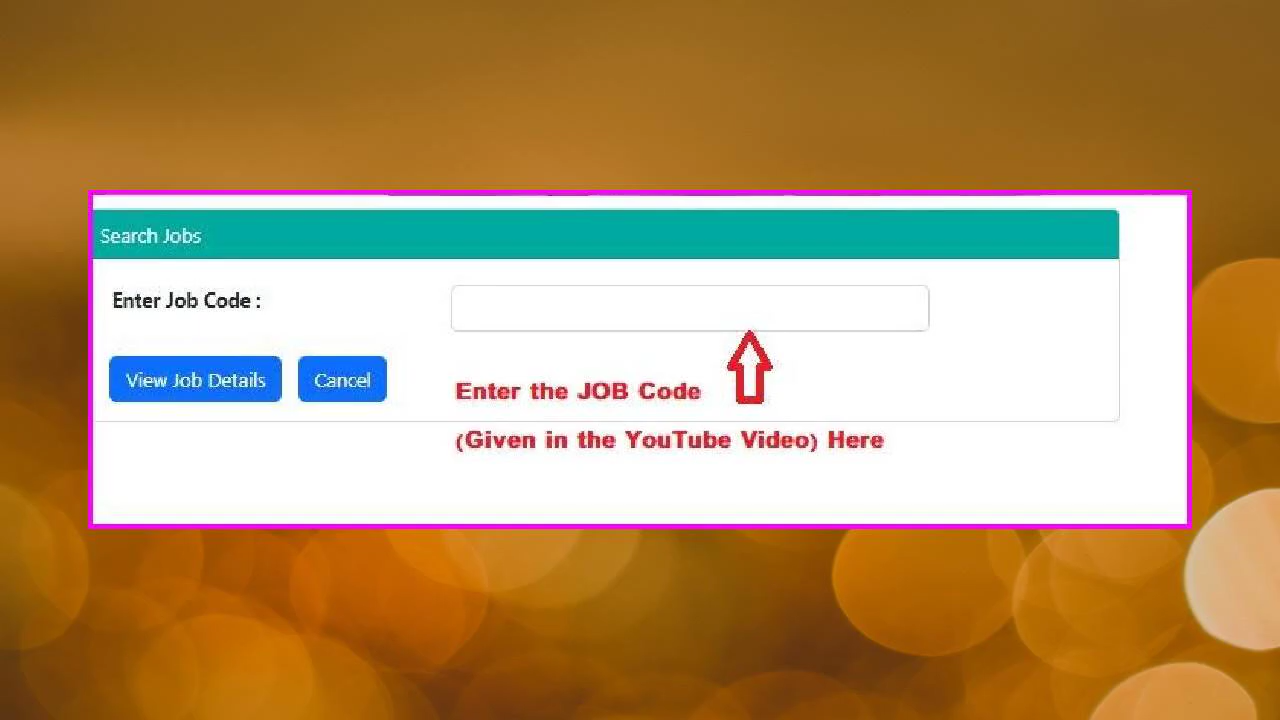 Search Jobs
Enter Job Code :
View Job Details Cancel
Enter the JOB Code
(Given in the YouTube Video) Here